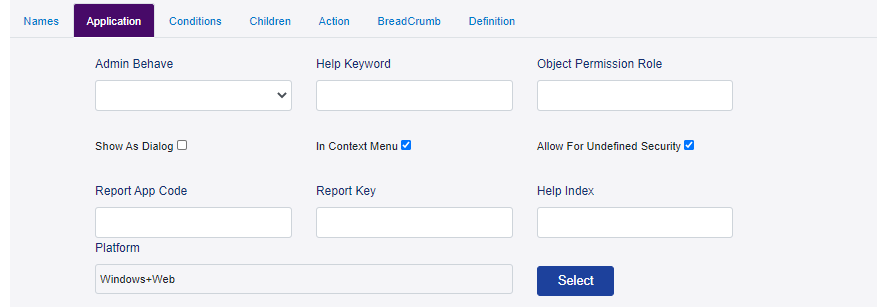 Names Application Conditions Children Action BreadCrumb Definition
Admin Behave Help Keyword Object Permission Role
Show As Dialog In Context Menu Allow For Undefined Security
Report App Code Report Key Help Index
Platform
Windows+Web Select